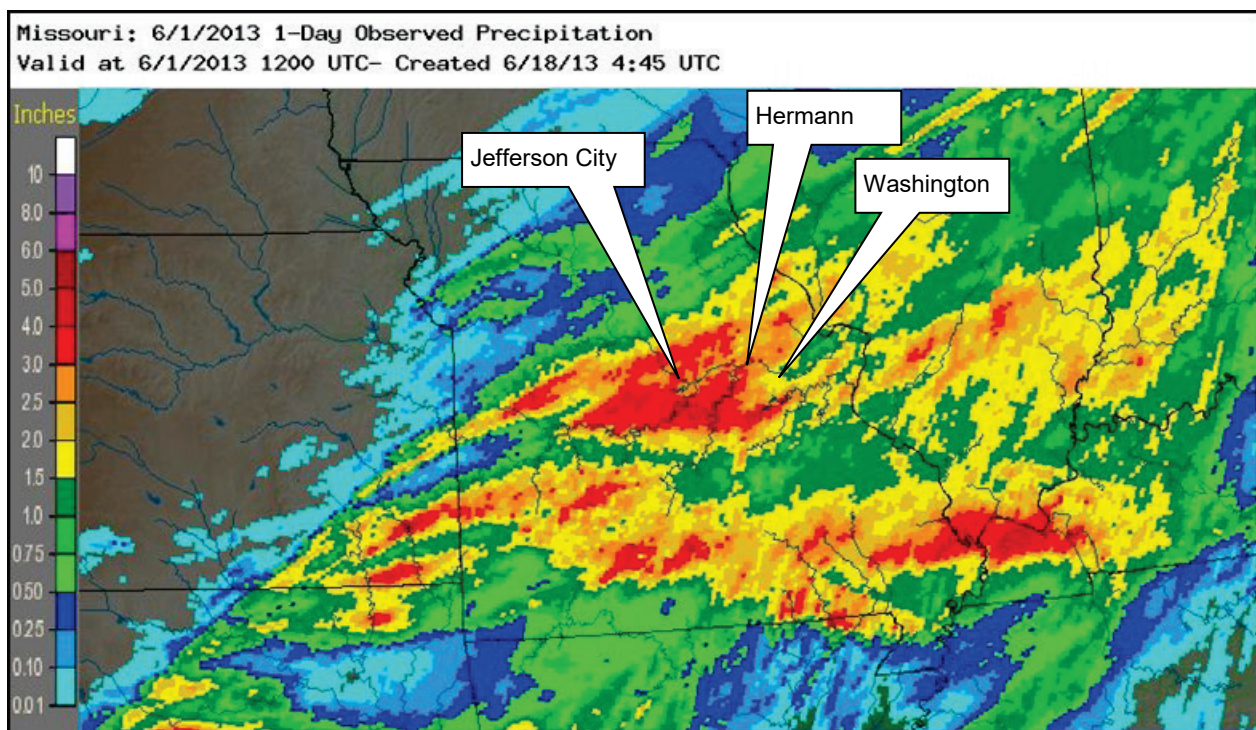 Missouri: 6/1/2013 1-Day Observed Precipitation
Valid at 6/1/2013 1200 UTC- Created 6/18/13 4:45 UTC
Inches
Hermann
Jefferson City
Washington
10
8.0
6.0
5.0
4.0
3.0
2.5
2.0
1.5
1.0
0.75
0.50
0.25
0.10
0.01